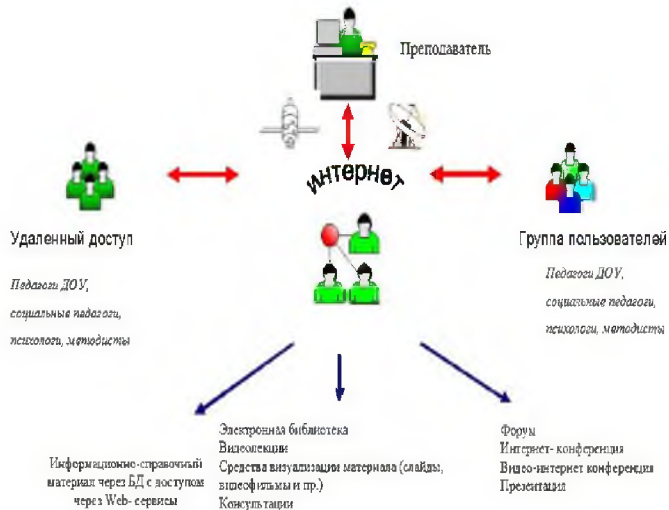 Преподаватель
интернет
Удаленный доступ
Группа пользователей
Педагоги ДОУ,
социальные педагоги,
психологи, методисты
Педагоги ДОУ,
социальные педагоги,
психологи, методисты
Информационно-справочный
материал через БД с доступом
через Web- сервисы
Электронная библиотека
Видеолекции
Средства визуализации материала (слайды,
видеофильмы и пр.)
Консультации
Форум
Интернет- конференция
Видео-интернет конференция
Презентация